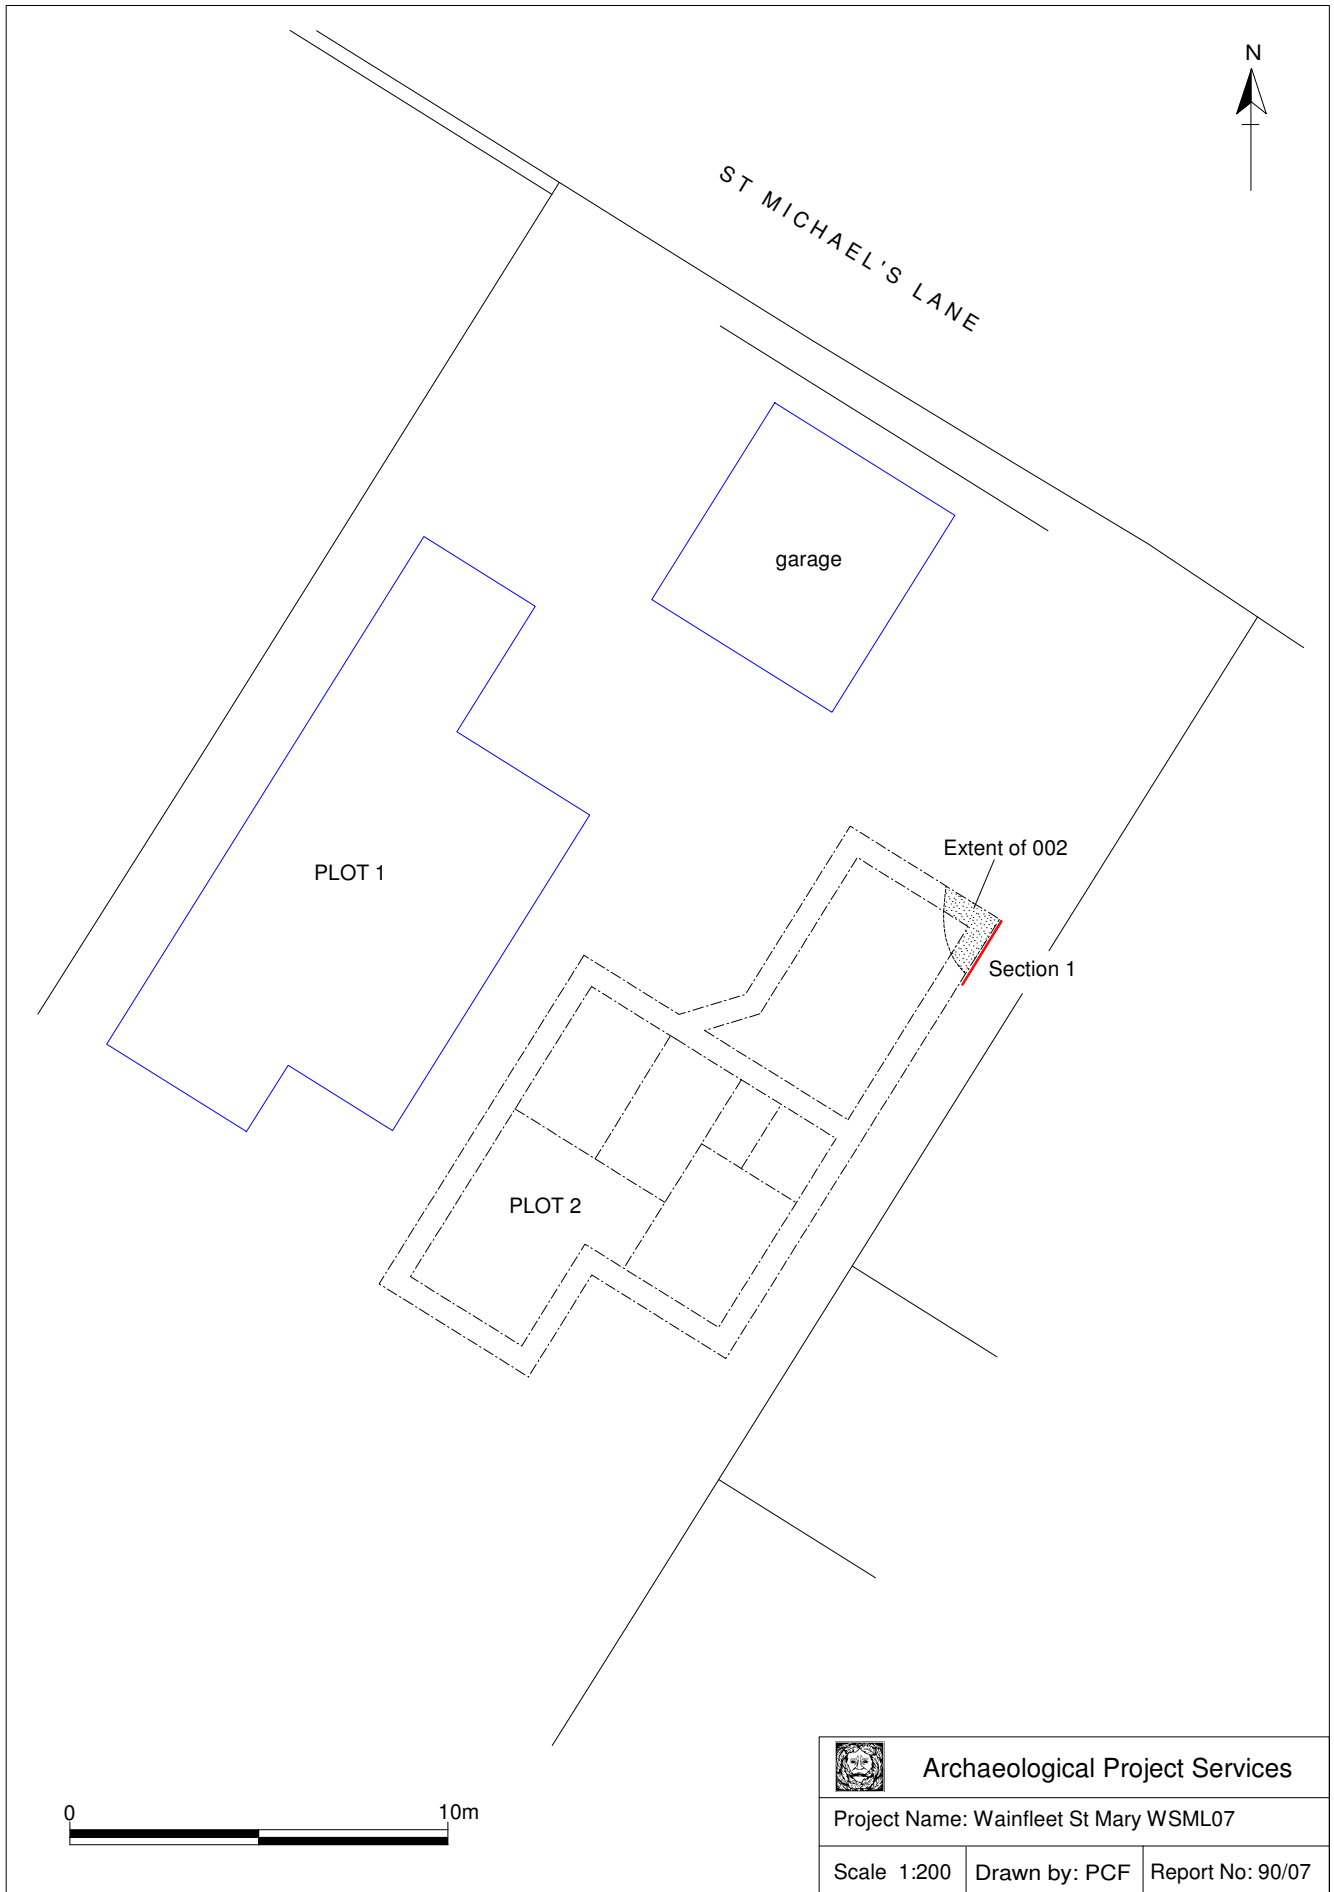 N
ST MICHAEL'S LANE
garage
Extent of 002
PLOT 1
Section 1
PLOT 2
0 10m
Archaeological Project Services
Project Name: Wainfleet St Mary WSML07
Scale 1:200 Drawn by: PCF Report No: 90/07